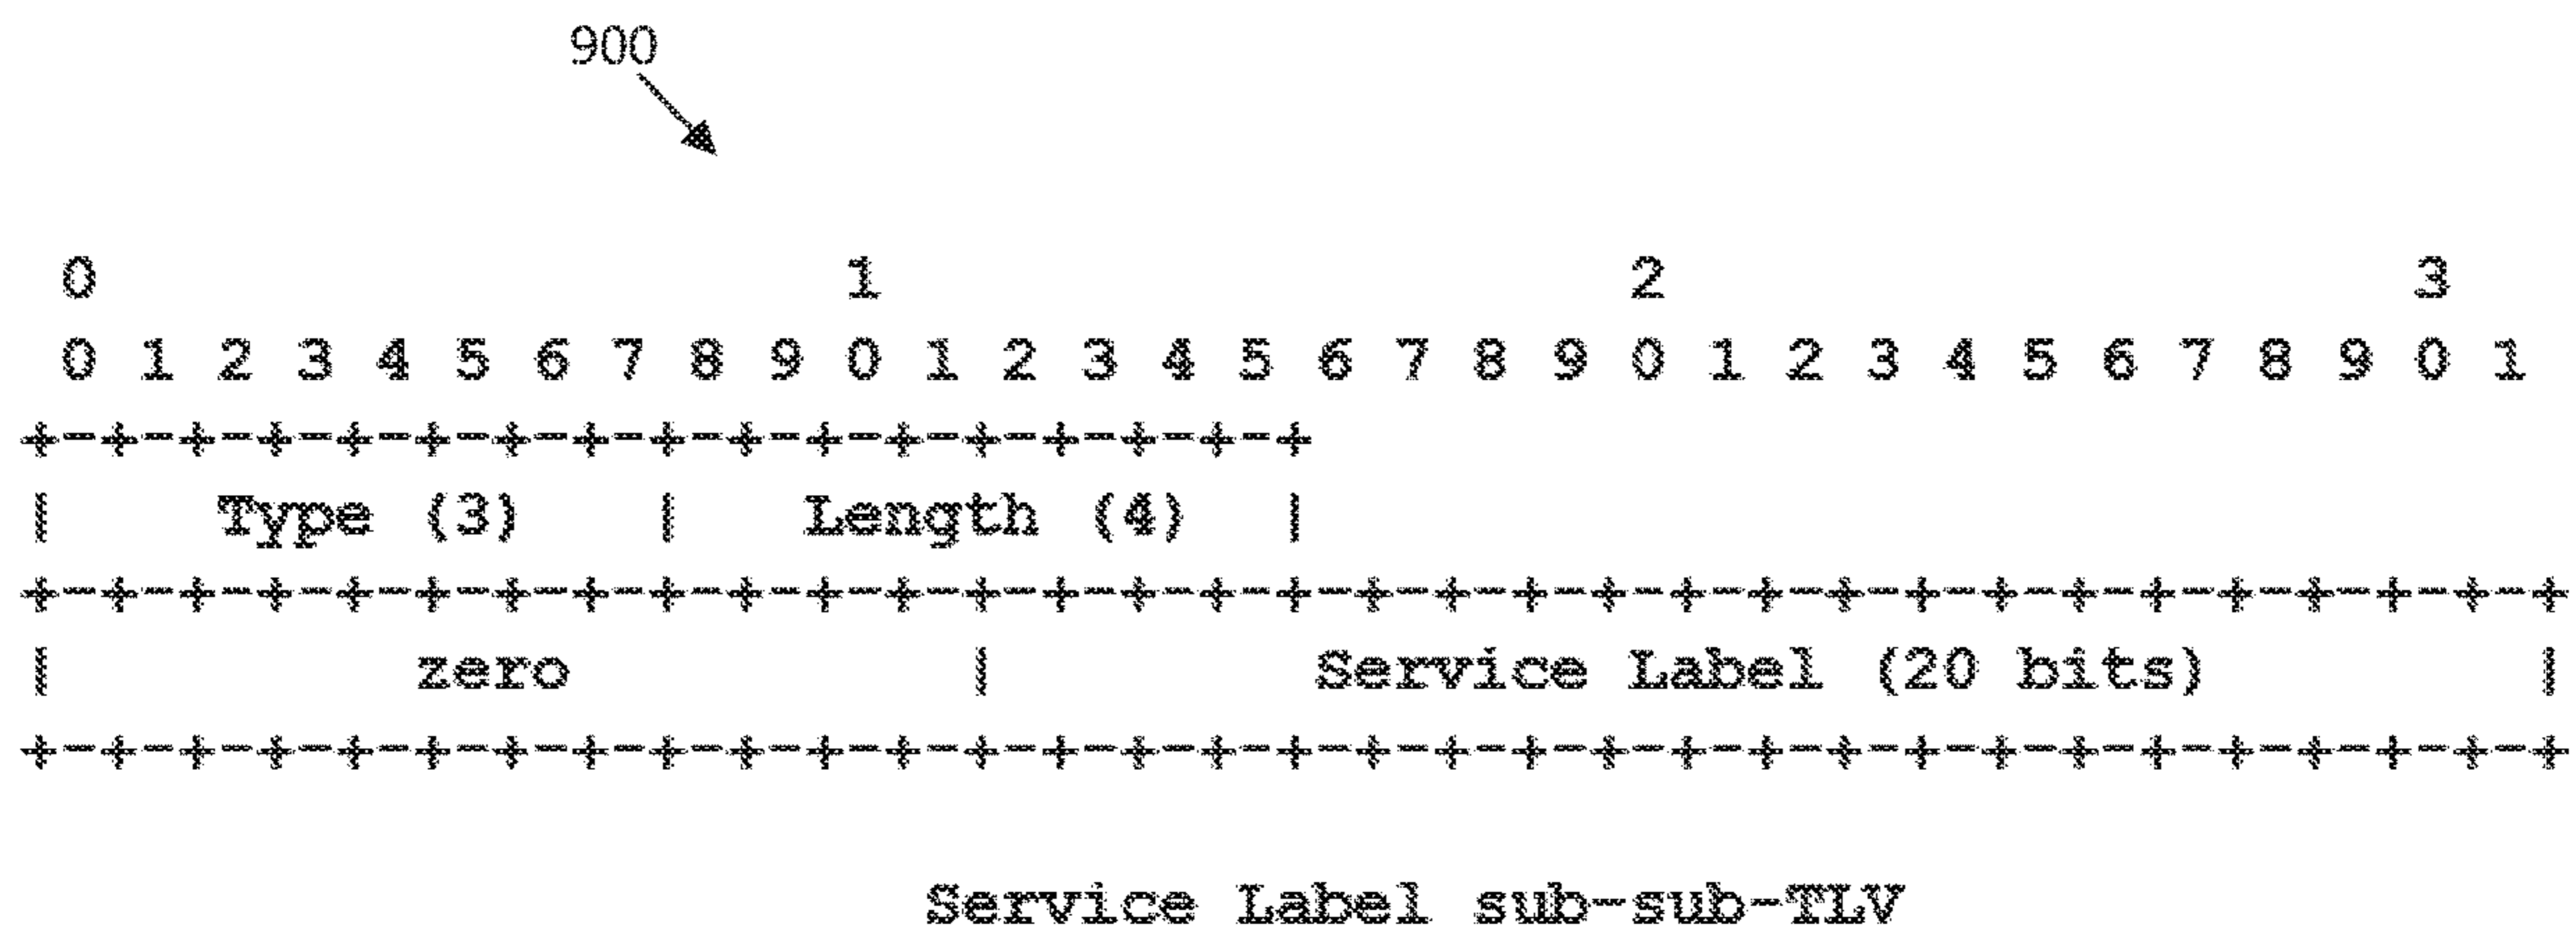 900
0                   1                   2                   3
0 1 2 3 4 5 6 7 8 9 0 1 2 3 4 5 6 7 8 9 0 1 2 3 4 5 6 7 8 9 0 1
+-+-+-+-+-+-+-+-+-+-+-+-+-+-+-+-+
|    Type (3)   |   Length (4)  |
+-+-+-+-+-+-+-+-+-+-+-+-+-+-+-+-+-+-+-+-+-+-+-+-+-+-+-+-+-+-+-+-+
|         zero          |        Service Label (20 bits)        |
+-+-+-+-+-+-+-+-+-+-+-+-+-+-+-+-+-+-+-+-+-+-+-+-+-+-+-+-+-+-+-+-+
Service Label sub-sub-TLV